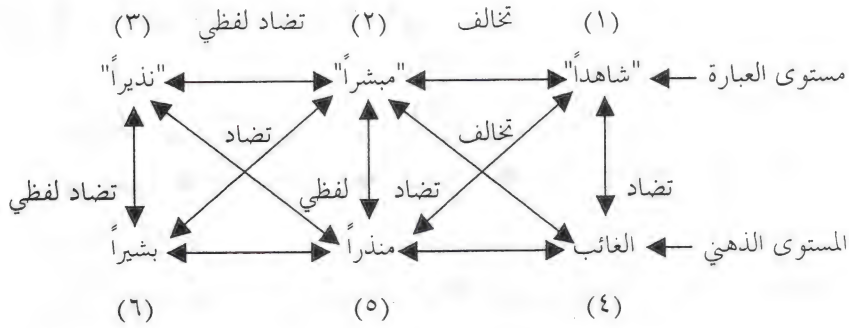 (١) تخالف (٢) تضاد لفظي (٣)
مستوى العبارة "شاهداً" "مبشراً" "نذيراً"
تخالف تضاد
تضاد تضاد لفظي تضاد لفظي
المستوى الذهني الغائب منذراً بشيراً
(٤) (٥) (٦)